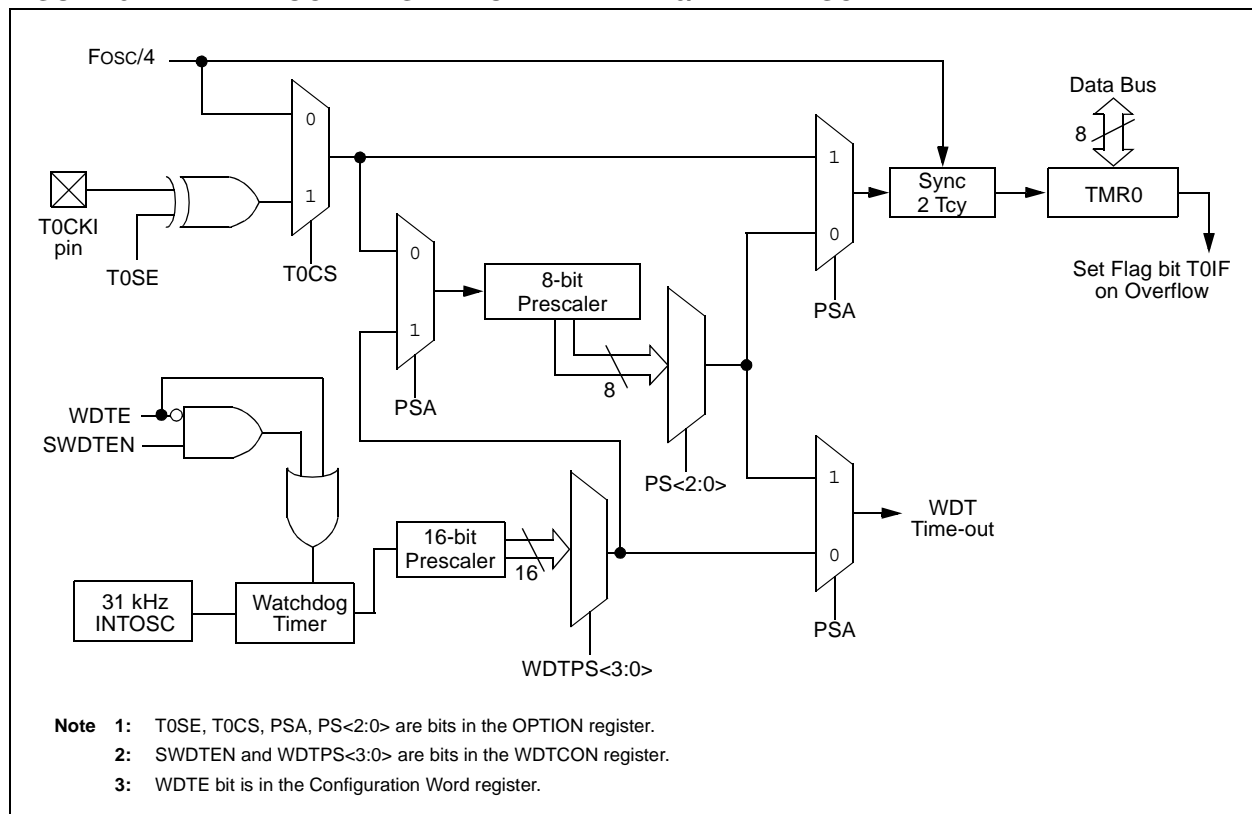 FOSC/4
Data Bus
0
1
8
1
T0CKI
pin
Sync
2 TCY
TMR0
0
0
T0SE
T0CS
8-bit
Prescaler
Set Flag bit T0IF
on Overflow
PSA
1
8
WDTE
PSA
SWDTEN
PS<2:0>
1
WDT
Time-out
16-bit
Prescaler
16
0
31 kHz
INTOSC
Watchdog
Timer
PSA
WDTPS<3:0>
Note 1: T0SE, T0CS, PSA, PS<2:0> are bits in the OPTION register.
2: SWDTEN and WDTPS<3:0> are bits in the WDTCON register.
3: WDTE bit is in the Configuration Word register.